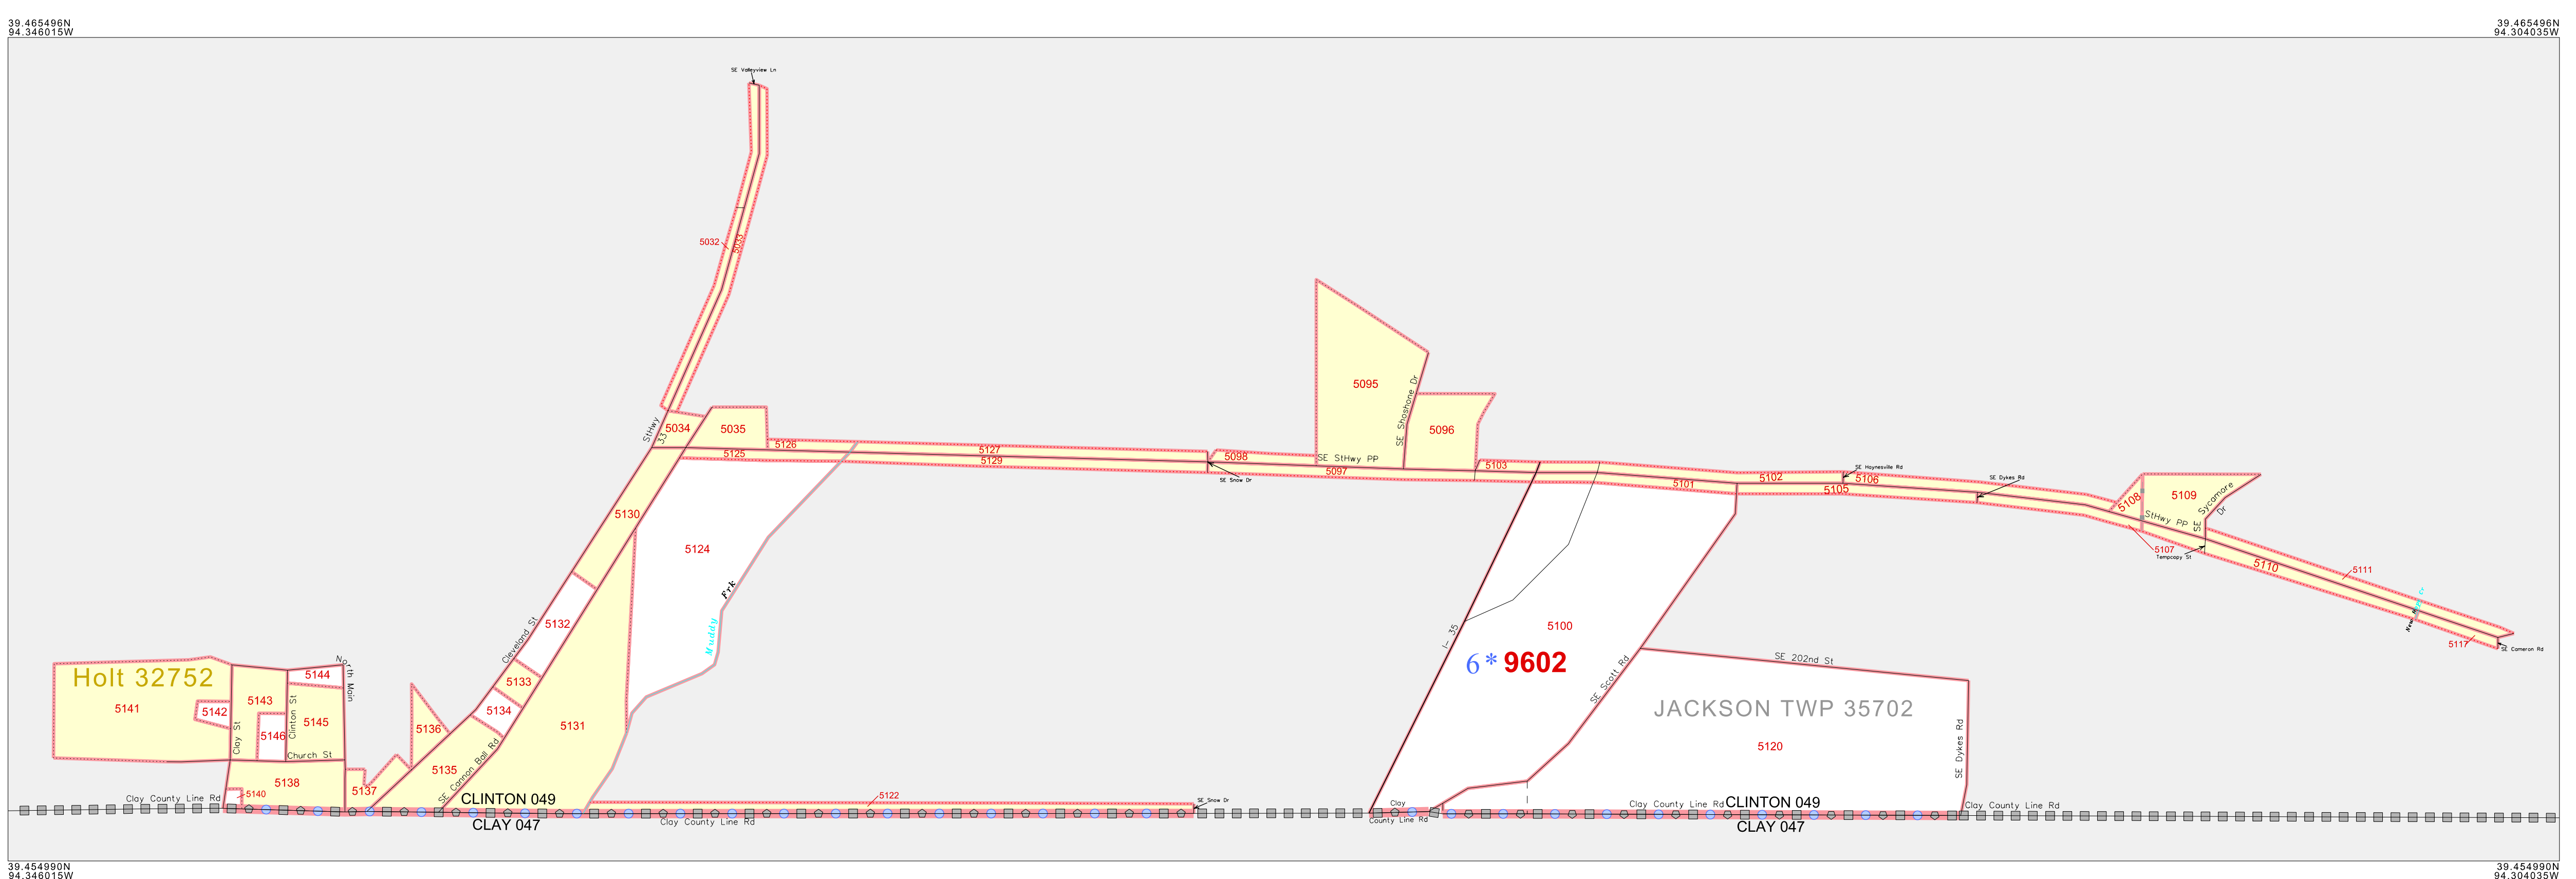 39.465496N
94.346015W
39.465496N
94.304035W
SE Valleyview Ln
5032
5033
StHwy
33
5034
5035
5126
5125
5127
5129
5098
SE Snow Dr
5095
SE Shoshone Dr
5096
SE StHwy PP
5097
5103
5101
5102
SE Haynesville Rd
5106
5105
SE Dykes Rd
5108
5109
SE Sycamore
Dr
StHwy PP
5107
Tempcopy St
5110
5111
5117
SE Cameron Rd
5130
5124
Muddy
Frk
5132
Cleveland St
5133
5134
5131
SE Cannon Ball Rd
5136
5135
5137
Holt 32752
5141
5142
5143
5144
North Main
Clay St
Clinton St
5145
5146
Church St
5138
5140
Clay County Line Rd
CLINTON 049
CLAY 047
5122
Clay County Line Rd
SE Snow Dr
I- 35
5100
6* 9602
SE Scott Rd
SE 202nd St
JACKSON TWP 35702
5120
SE Dykes Rd
Clay
County Line Rd
Clay County Line Rd
CLINTON 049
CLAY 047
Clay County Line Rd
39.454990N
94.346015W
39.454990N
94.304035W